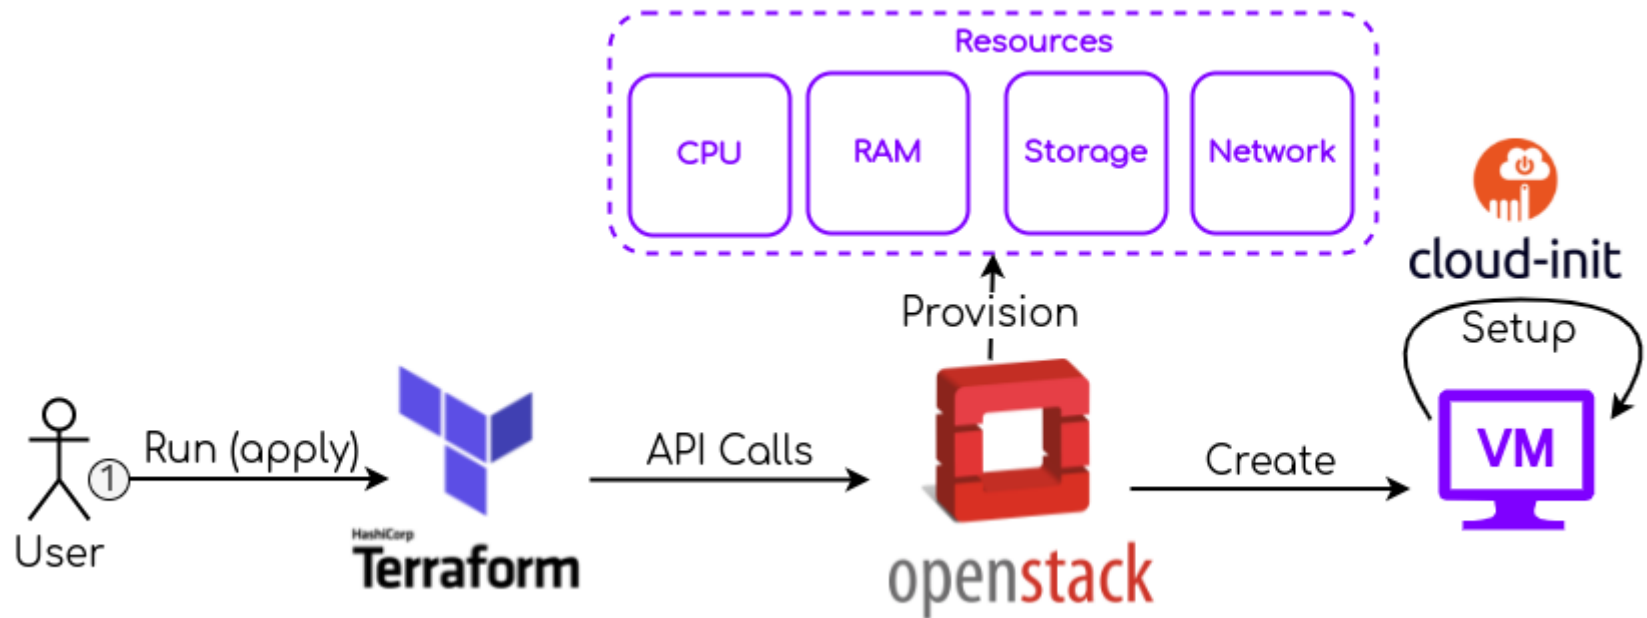 Resources
CPU
RAM
Storage
Network
cloud-init
Provision
Setup
1
Run (apply)
API Calls
Create
VM
User
HashiCorp
Terraform
openstack